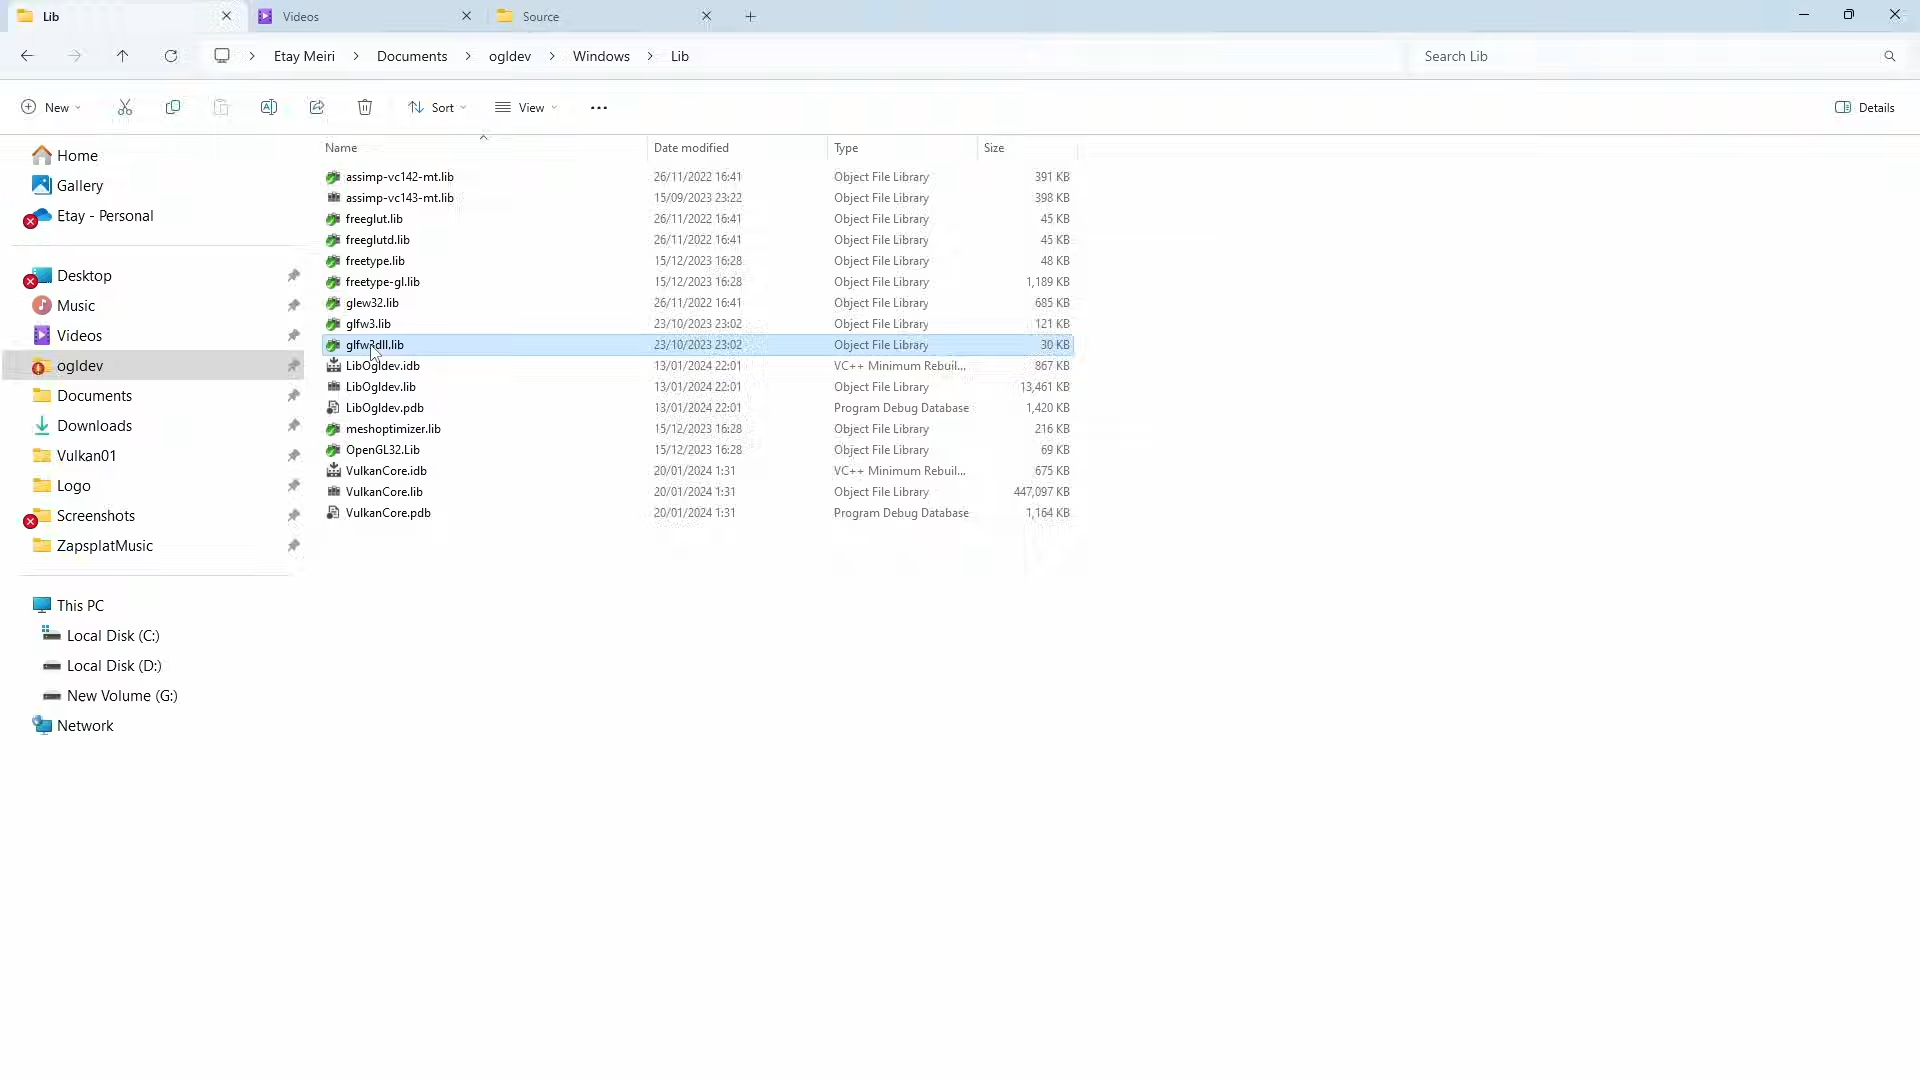 Lib
Videos
Source
Etay Meiri > Documents > ogldev > Windows > Lib
Search Lib
New
Sort
View
Details
Name Date modified Type Size
Home
Gallery
Etay - Personal
Desktop
Music
Videos
ogldev
Documents
Downloads
Vulkan01
Logo
Screenshots
ZapsplatMusic
This PC
Local Disk (C:)
Local Disk (D:)
New Volume (G:)
Network
assimp-vc142-mt.lib 26/11/2022 16:41 Object File Library 391 KB
assimp-vc143-mt.lib 15/09/2023 23:22 Object File Library 398 KB
freeglut.lib 26/11/2022 16:41 Object File Library 45 KB
freeglutd.lib 26/11/2022 16:41 Object File Library 45 KB
freetype.lib 15/12/2023 16:28 Object File Library 48 KB
freetype-gl.lib 15/12/2023 16:28 Object File Library 1,189 KB
glew32.lib 26/11/2022 16:41 Object File Library 685 KB
glfw3.lib 23/10/2023 23:02 Object File Library 121 KB
glfw3dll.lib 23/10/2023 23:02 Object File Library 30 KB
LibOgldev.idb 13/01/2024 22:01 VC++ Minimum Rebuil... 867 KB
LibOgldev.lib 13/01/2024 22:01 Object File Library 13,461 KB
LibOgldev.pdb 13/01/2024 22:01 Program Debug Database 1,420 KB
meshoptimizer.lib 15/12/2023 16:28 Object File Library 216 KB
OpenGL32.Lib 15/12/2023 16:28 Object File Library 69 KB
VulkanCore.idb 20/01/2024 1:31 VC++ Minimum Rebuil... 675 KB
VulkanCore.lib 20/01/2024 1:31 Object File Library 447,097 KB
VulkanCore.pdb 20/01/2024 1:31 Program Debug Database 1,164 KB